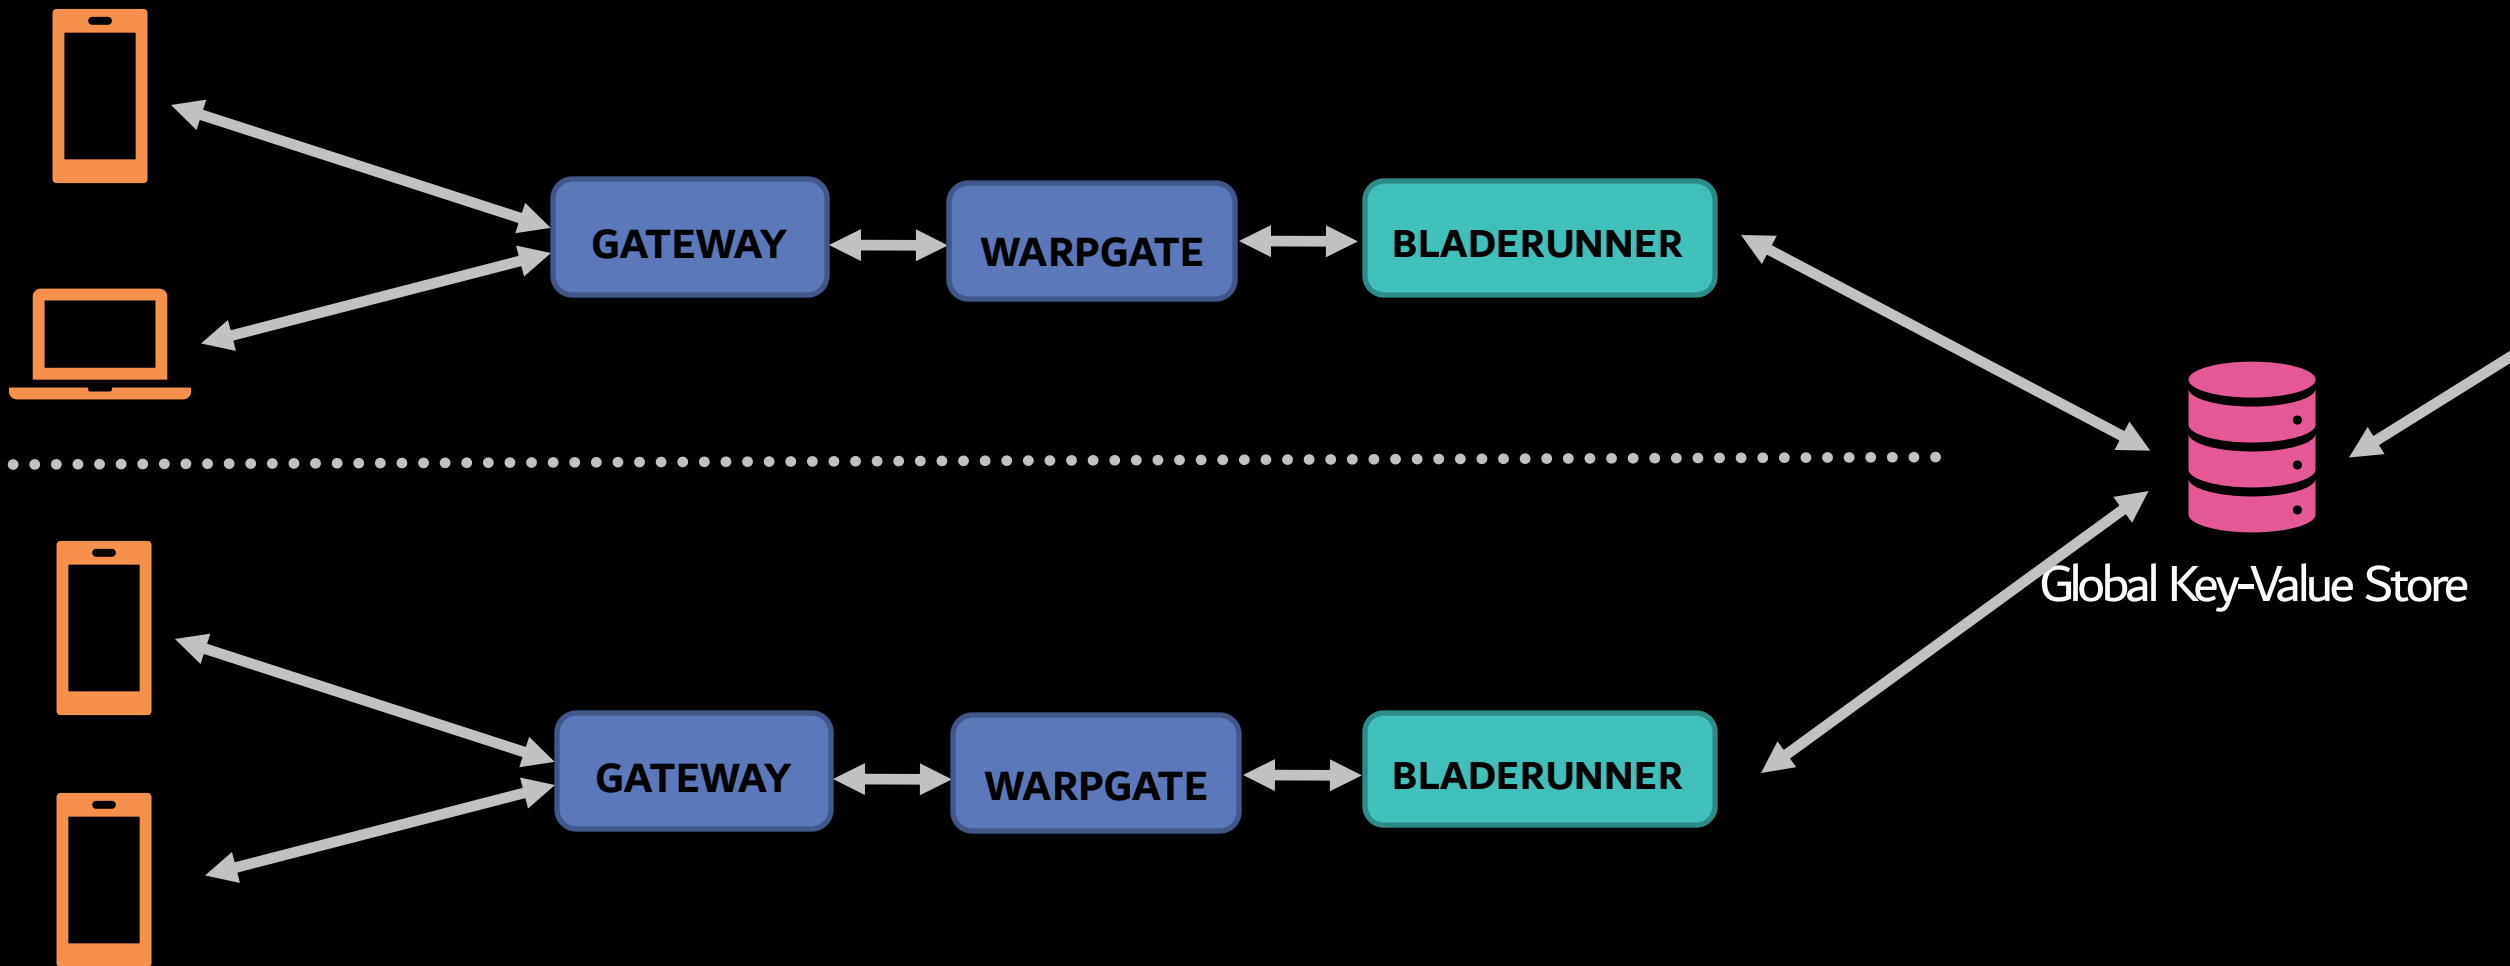 GATEWAY
WARPGATE
BLADERUNNER
Global Key-Value Store
GATEWAY
WARPGATE
BLADERUNNER